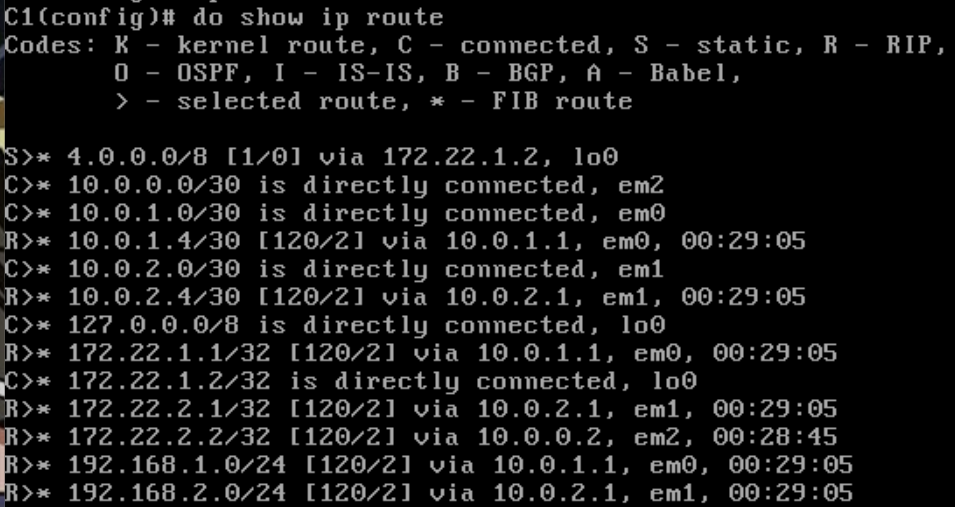 C1(config)# do show ip route
Codes: K - kernel route, C - connected, S - static, R - RIP,
       O - OSPF, I - IS-IS, B - BGP, A - Babel,
       > - selected route, * - FIB route

S>* 4.0.0.0/8 [1/0] via 172.22.1.2, lo0
C>* 10.0.0.0/30 is directly connected, em2
C>* 10.0.1.0/30 is directly connected, em0
R>* 10.0.1.4/30 [120/2] via 10.0.1.1, em0, 00:29:05
C>* 10.0.2.0/30 is directly connected, em1
R>* 10.0.2.4/30 [120/2] via 10.0.2.1, em1, 00:29:05
C>* 127.0.0.0/8 is directly connected, lo0
R>* 172.22.1.1/32 [120/2] via 10.0.1.1, em0, 00:29:05
C>* 172.22.1.2/32 is directly connected, lo0
R>* 172.22.2.1/32 [120/2] via 10.0.2.1, em1, 00:29:05
R>* 172.22.2.2/32 [120/2] via 10.0.0.2, em2, 00:28:45
R>* 192.168.1.0/24 [120/2] via 10.0.1.1, em0, 00:29:05
R>* 192.168.2.0/24 [120/2] via 10.0.2.1, em1, 00:29:05